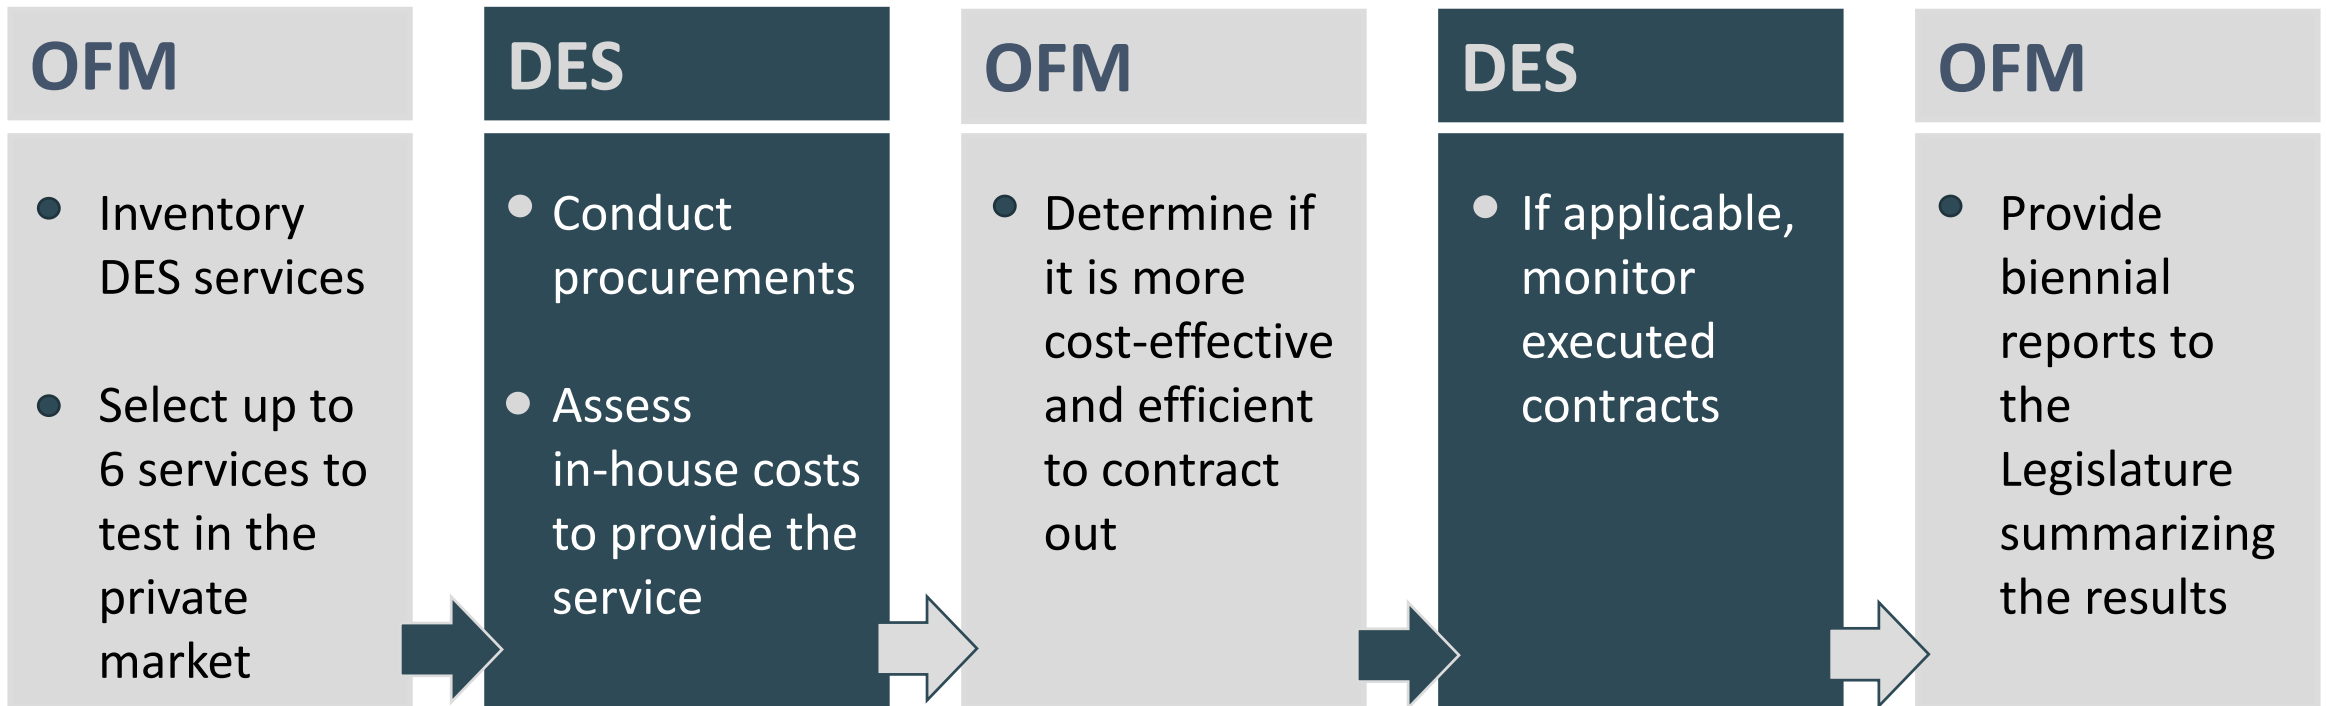 OFM
Inventory
DES services
Select up to
6 services to
test in the
private
market
DES
Conduct
procurements
Assess
in-house costs
to provide the
service
OFM
Determine if
it is more
cost-effective
and efficient
to contract
out
DES
If applicable,
monitor
executed
contracts
OFM
Provide
biennial
reports to
the
Legislature
summarizing
the results